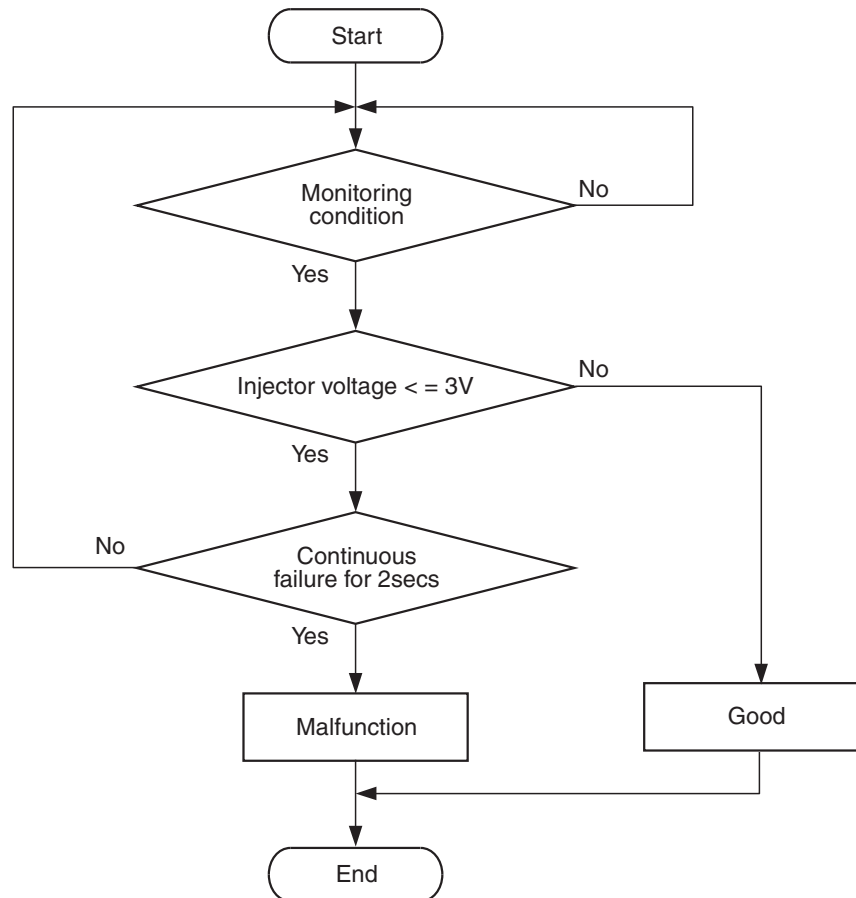 Start
Monitoring
condition
No
Yes
Injector voltage < = 3V
No
Yes
No
Continuous
failure for 2secs
Yes
Malfunction
Good
End